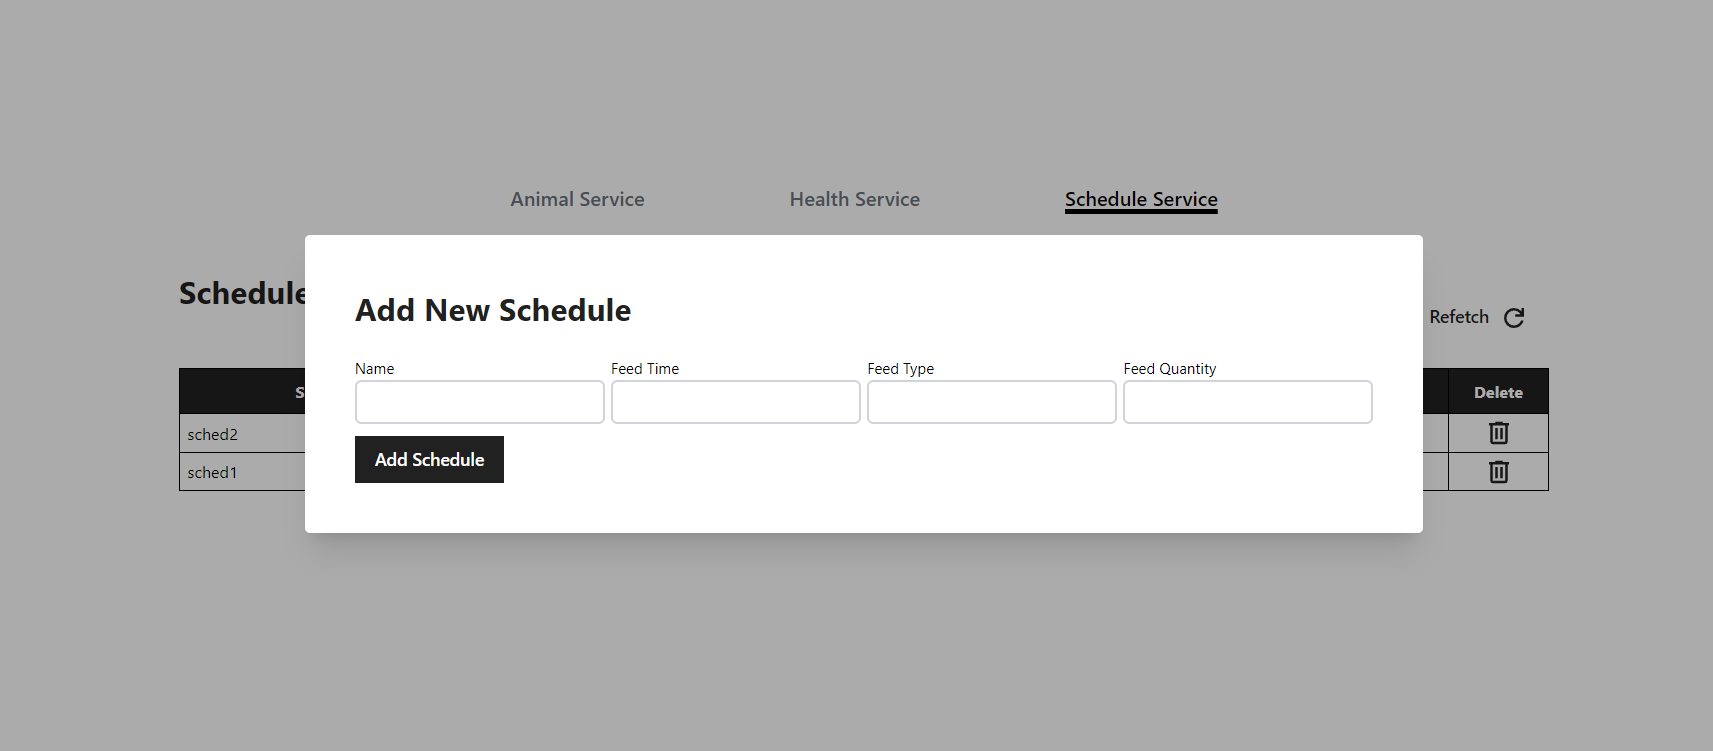 Animal Service
Health Service
Schedule Service
Schedule
Refetch
Add New Schedule
Name
Feed Time
Feed Type
Feed Quantity
Add Schedule
S
Delete
sched2
sched1